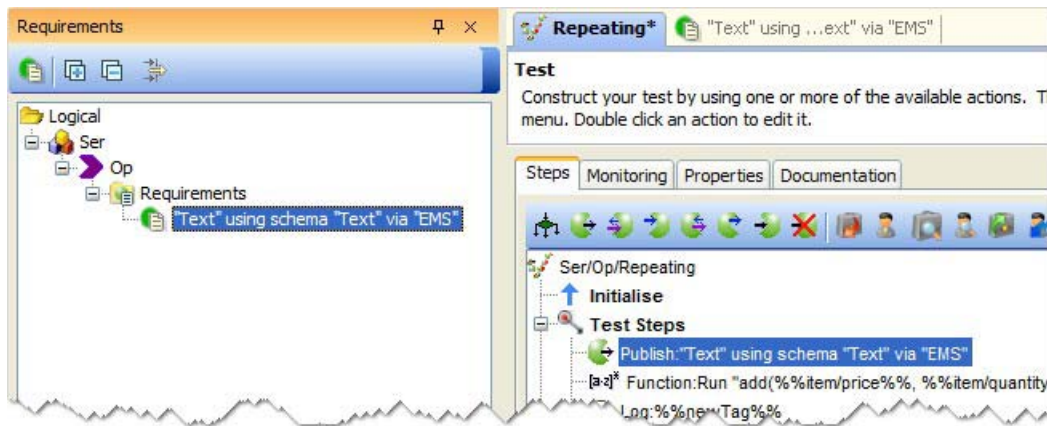 Requirements
Logical
Ser
Op
Requirements
"Text" using schema "Text" via "EMS"
Repeating*
"Text" using ...ext" via "EMS"
Test
Construct your test by using one or more of the available actions.
menu. Double click an action to edit it.
Steps
Monitoring
Properties
Documentation
Ser/Op/Repeating
Initialise
Test Steps
Publish:"Text" using schema "Text" via "EMS"
[a-z]* Function:Run "add(%%item/price%%, %%item/quantity
Log:%%newTag%%